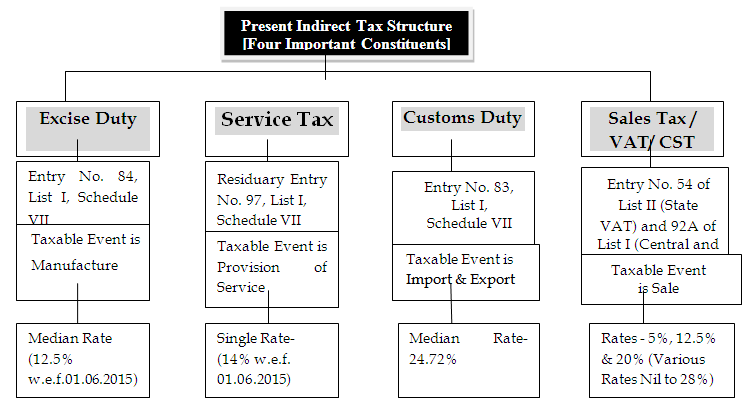 Present Indirect Tax Structure
[Four Important Constituents]
Excise Duty
Entry No. 84,
List I, Schedule
VII
Taxable Event is
Manufacture
Median Rate
(12.5%
w.e.f.01.06.2015)
Service Tax
Residuary Entry
No. 97, List I,
Schedule VII
Taxable Event is
Provision of
Service
Single Rate-
(14% w.e.f.
01.06.2015)
Customs Duty
Entry No. 83,
List I,
Schedule VII
Taxable Event is
Import & Export
Median Rate-
24.72%
Sales Tax /
VAT/ CST
Entry No. 54 of
List II (State
VAT) and 92A of
List I (Central and
Taxable Event
is Sale
Rates - 5%, 12.5%
& 20% (Various
Rates Nil to 28%)